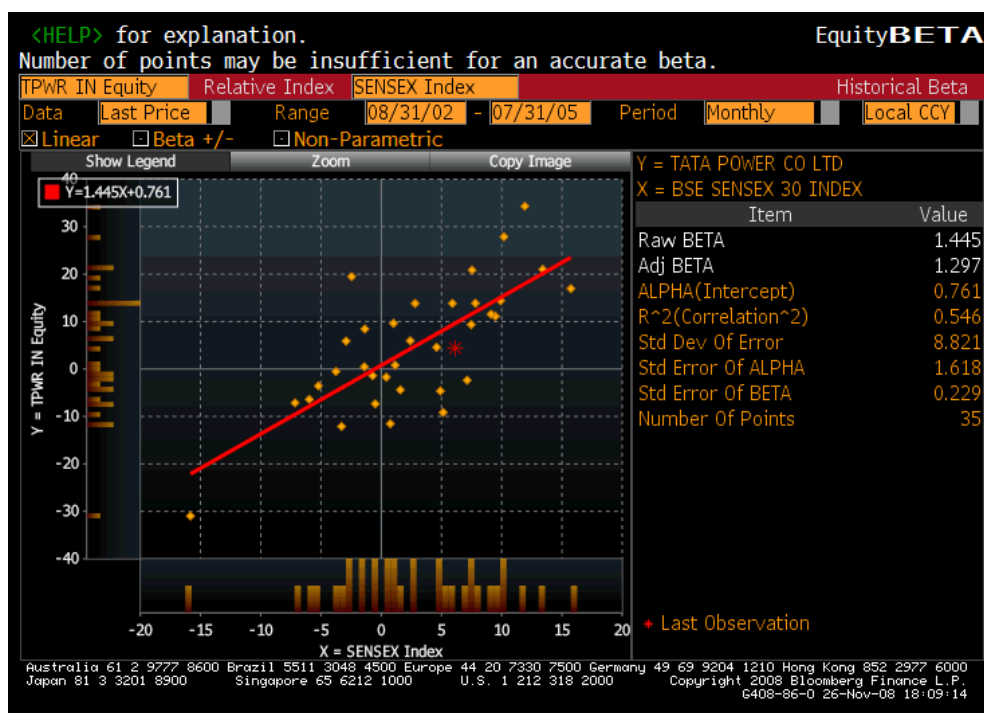 <HELP> for explanation. EquityBETA
Number of points may be insufficient for an accurate beta.
TPWR IN Equity Relative Index SENSEX Index Historical Beta
Data Last Price Range 08/31/02 - 07/31/05 Period Monthly Local CCY
Linear Beta +/- Non-Parametric
Show Legend Zoom Copy Image
Y = TATA POWER CO LTD
X = BSE SENSEX 30 INDEX
Item Value
Raw BETA 1.445
Adj BETA 1.297
ALPHA(Intercept) 0.761
R^2(Correlation^2) 0.546
Std Dev Of Error 8.821
Std Error Of ALPHA 1.618
Std Error Of BETA 0.229
Number Of Points 35
* Last Observation
Y=1.445X+0.761
40
30
20
10
0
-10
-20
-30
-40
Y = TPWR IN Equity
-20 -15 -10 -5 0 5 10 15 20
X = SENSEX Index
Australia 61 2 9777 8600 Brazil 5511 3048 4500 Europe 44 20 7330 7500 Germany 49 69 9204 1210 Hong Kong 852 2977 6000
Japan 81 3 3201 8900 Singapore 65 6212 1000 U.S. 1 212 318 2000 Copyright 2008 Bloomberg Finance L.P.
G408-86-0 26-Nov-08 18:09:14